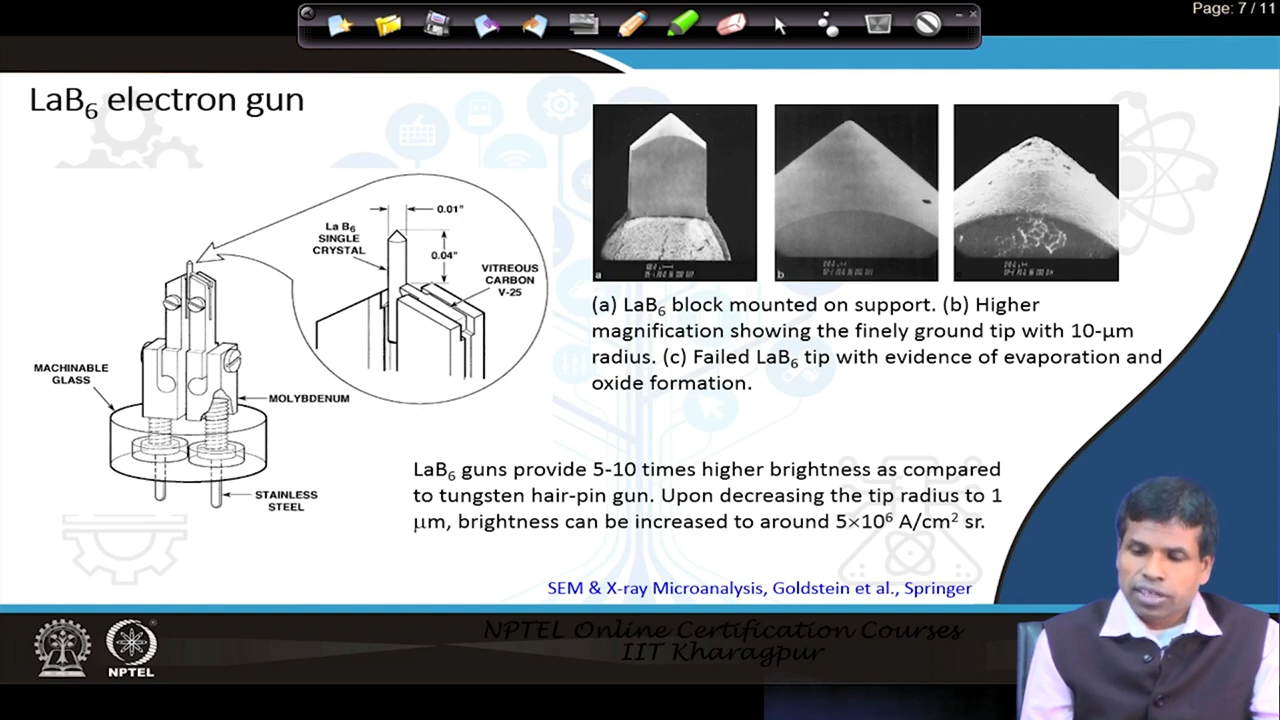 Page: 7 / 11
LaB6 electron gun
0.01"
La B6
SINGLE
CRYSTAL
0.04"
VITREOUS
CARBON
V-25
MACHINABLE
GLASS
MOLYBDENUM
STAINLESS
STEEL
a
b
(a) LaB6 block mounted on support. (b) Higher
magnification showing the finely ground tip with 10-μm
radius. (c) Failed LaB6 tip with evidence of evaporation and
oxide formation.
LaB6 guns provide 5-10 times higher brightness as compared
to tungsten hair-pin gun. Upon decreasing the tip radius to 1
μm, brightness can be increased to around 5×10⁶ A/cm² sr.
SEM & X-ray Microanalysis, Goldstein et al., Springer
NPTEL Online Certification Courses
IIT Kharagpur
NPTEL